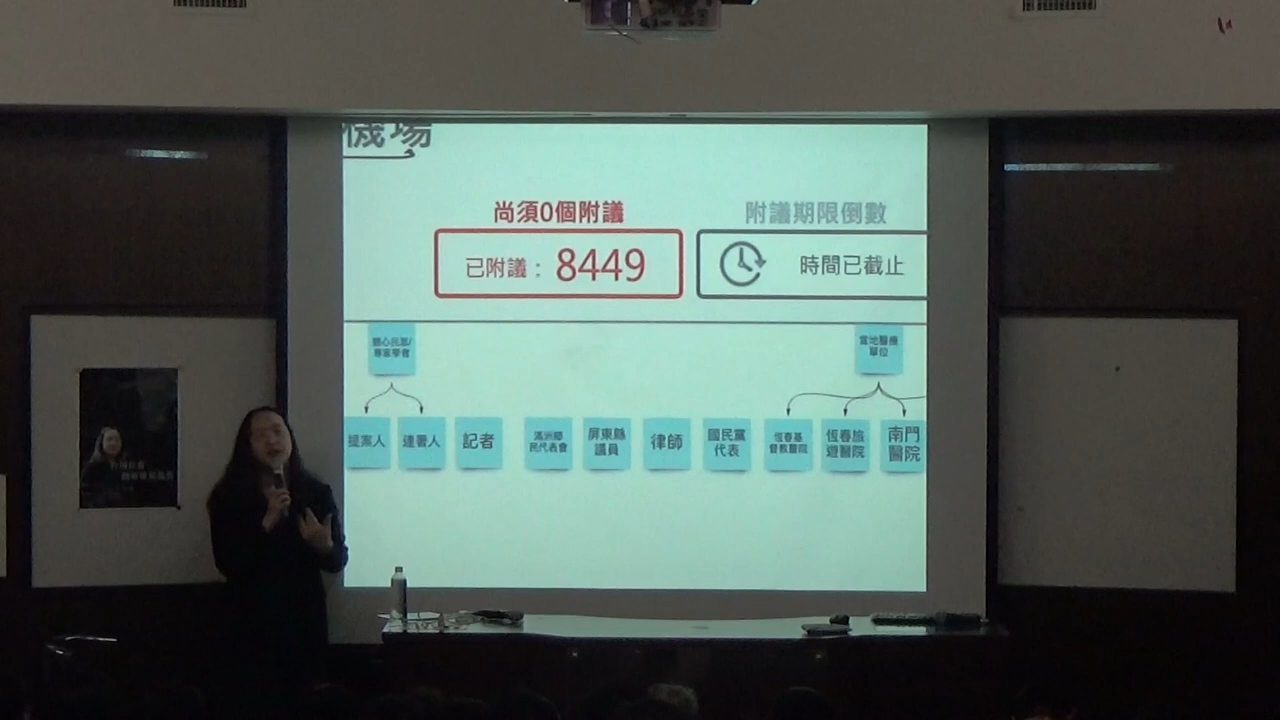 機場
尚須0個附議
已附議：8449
附議期限倒數
時間已截止
關心民眾/
專家學者
當地醫療
單位
提案人
連署人
記者
滿洲鄉
民代表會
屏東縣
議員
律師
國民黨
代表
恆春基
督教醫院
恆春旅
遊醫院
南門
醫院